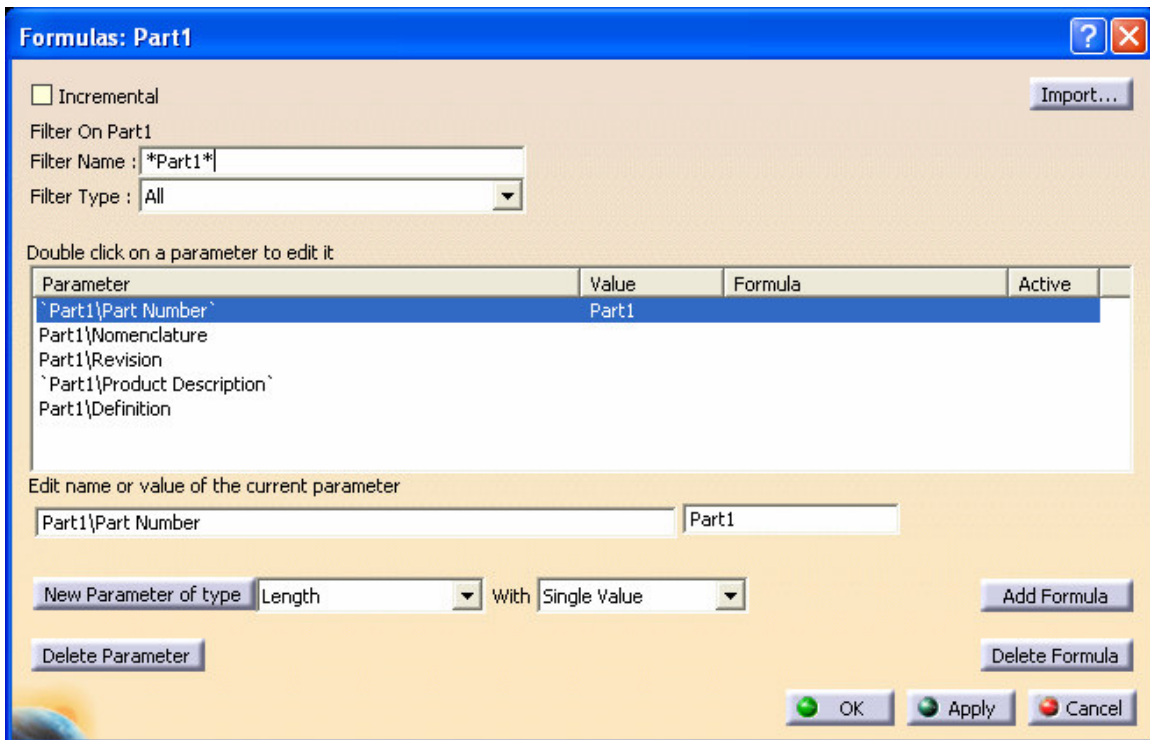 Formulas: Part1
Incremental
Import...
Filter On Part1
Filter Name : *Part1*
Filter Type : All
Double click on a parameter to edit it
Parameter Value Formula Active
`Part1\Part Number` Part1
Part1\Nomenclature
Part1\Revision
`Part1\Product Description`
Part1\Definition
Edit name or value of the current parameter
Part1\Part Number Part1
New Parameter of type Length With Single Value Add Formula
Delete Parameter Delete Formula
OK Apply Cancel